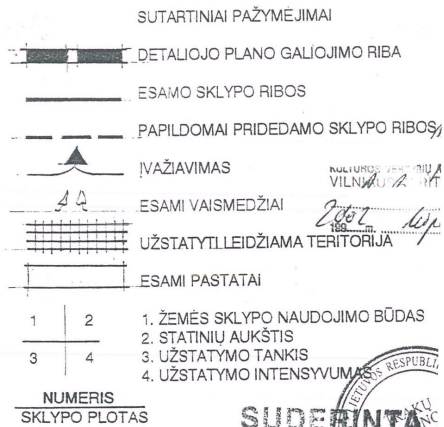 SUTARTINIAI PAŽYMĖJIMAI
DETALIOJO PLANO GALIOJIMO RIBA
ESAMO SKLYPO RIBOS
PAPILDOMAI PRIDEDAMO SKLYPO RIBOS
ĮVAŽIAVIMAS
ESAMI VAISMEDŽIAI
UŽSTATYTI LEIDŽIAMA TERITORIJA
ESAMI PASTATAI
1 2
3 4
1. ŽEMĖS SKLYPO NAUDOJIMO BŪDAS
2. STATINIŲ AUKŠTIS
3. UŽSTATYMO TANKIS
4. UŽSTATYMO INTENSYVUMAS
NUMERIS
SKLYPO PLOTAS
SUDERINTA